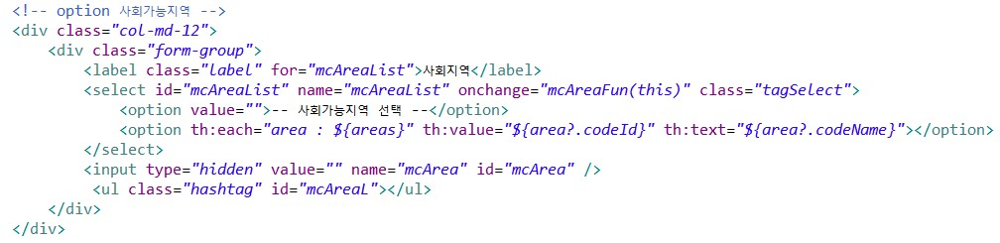 <!-- option 사회가능지역 -->
<div class="col-md-12">
    <div class="form-group">
        <label class="label" for="mcAreaList">사회지역</label>
        <select id="mcAreaList" name="mcAreaList" onchange="mcAreaFun(this)" class="tagSelect">
            <option value="">-- 사회가능지역 선택 --</option>
            <option th:each="area : ${areas}" th:value="${area?.codeId}" th:text="${area?.codeName}"></option>
        </select>
        <input type="hidden" value="" name="mcArea" id="mcArea" />
         <ul class="hashtag" id="mcAreaL"></ul>
    </div>
</div>